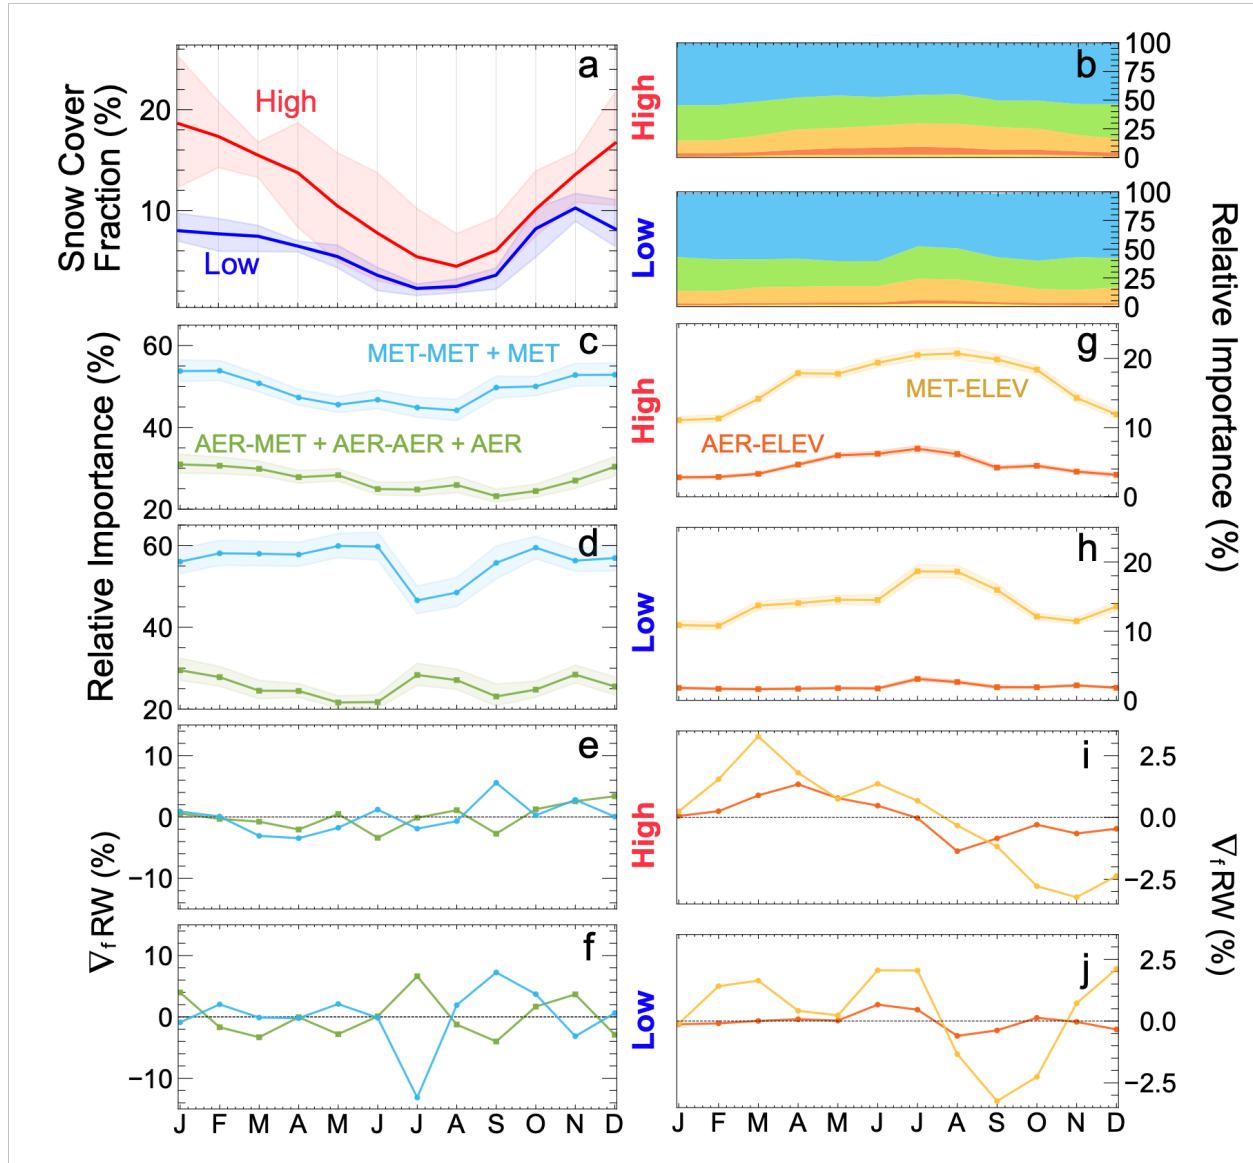 a
High
Low
20
10
Snow Cover
Fraction (%)
b
High
100
75
50
25
0
Low
100
75
50
25
0
Relative Importance (%)
c
MET-MET + MET
AER-MET + AER-AER + AER
60
40
20
Relative Importance (%)
d
60
40
20
High
g
MET-ELEV
AER-ELEV
20
10
0
Low
h
20
10
0
e
10
0
−10
∇f RW (%)
f
10
0
−10
J F M A M J J A S O N D
High
i
2.5
0.0
−2.5
∇f RW (%)
Low
j
2.5
0.0
−2.5
J F M A M J J A S O N D